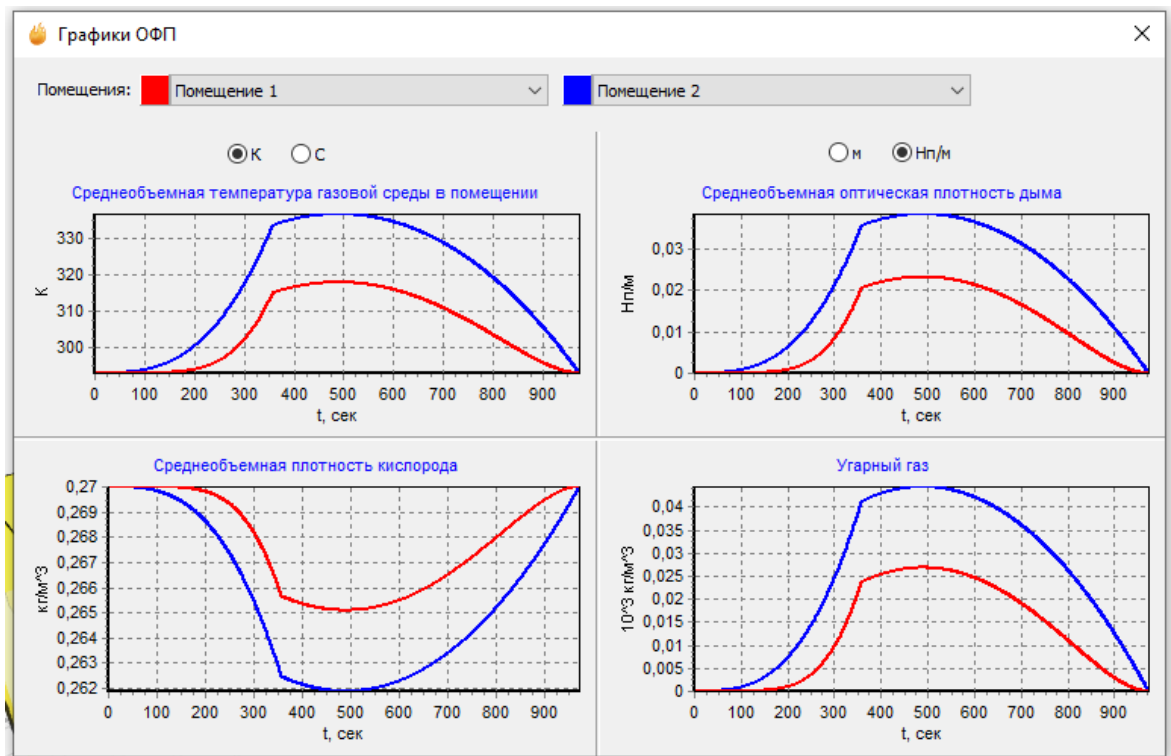 Графики ОФП
Помещения: Помещение 1 Помещение 2
К С
м Нп/м
Среднеобъемная температура газовой среды в помещении
К
330
320
310
300
0 100 200 300 400 500 600 700 800 900
t, сек
Среднеобъемная оптическая плотность дыма
Нп/м
0,03
0,02
0,01
0
0 100 200 300 400 500 600 700 800 900
t, сек
Среднеобъемная плотность кислорода
кг/м^3
0,27
0,269
0,268
0,267
0,266
0,265
0,264
0,263
0,262
0 100 200 300 400 500 600 700 800 900
t, сек
Угарный газ
10^3 кг/м^3
0,04
0,035
0,03
0,025
0,02
0,015
0,01
0,005
0
0 100 200 300 400 500 600 700 800 900
t, сек